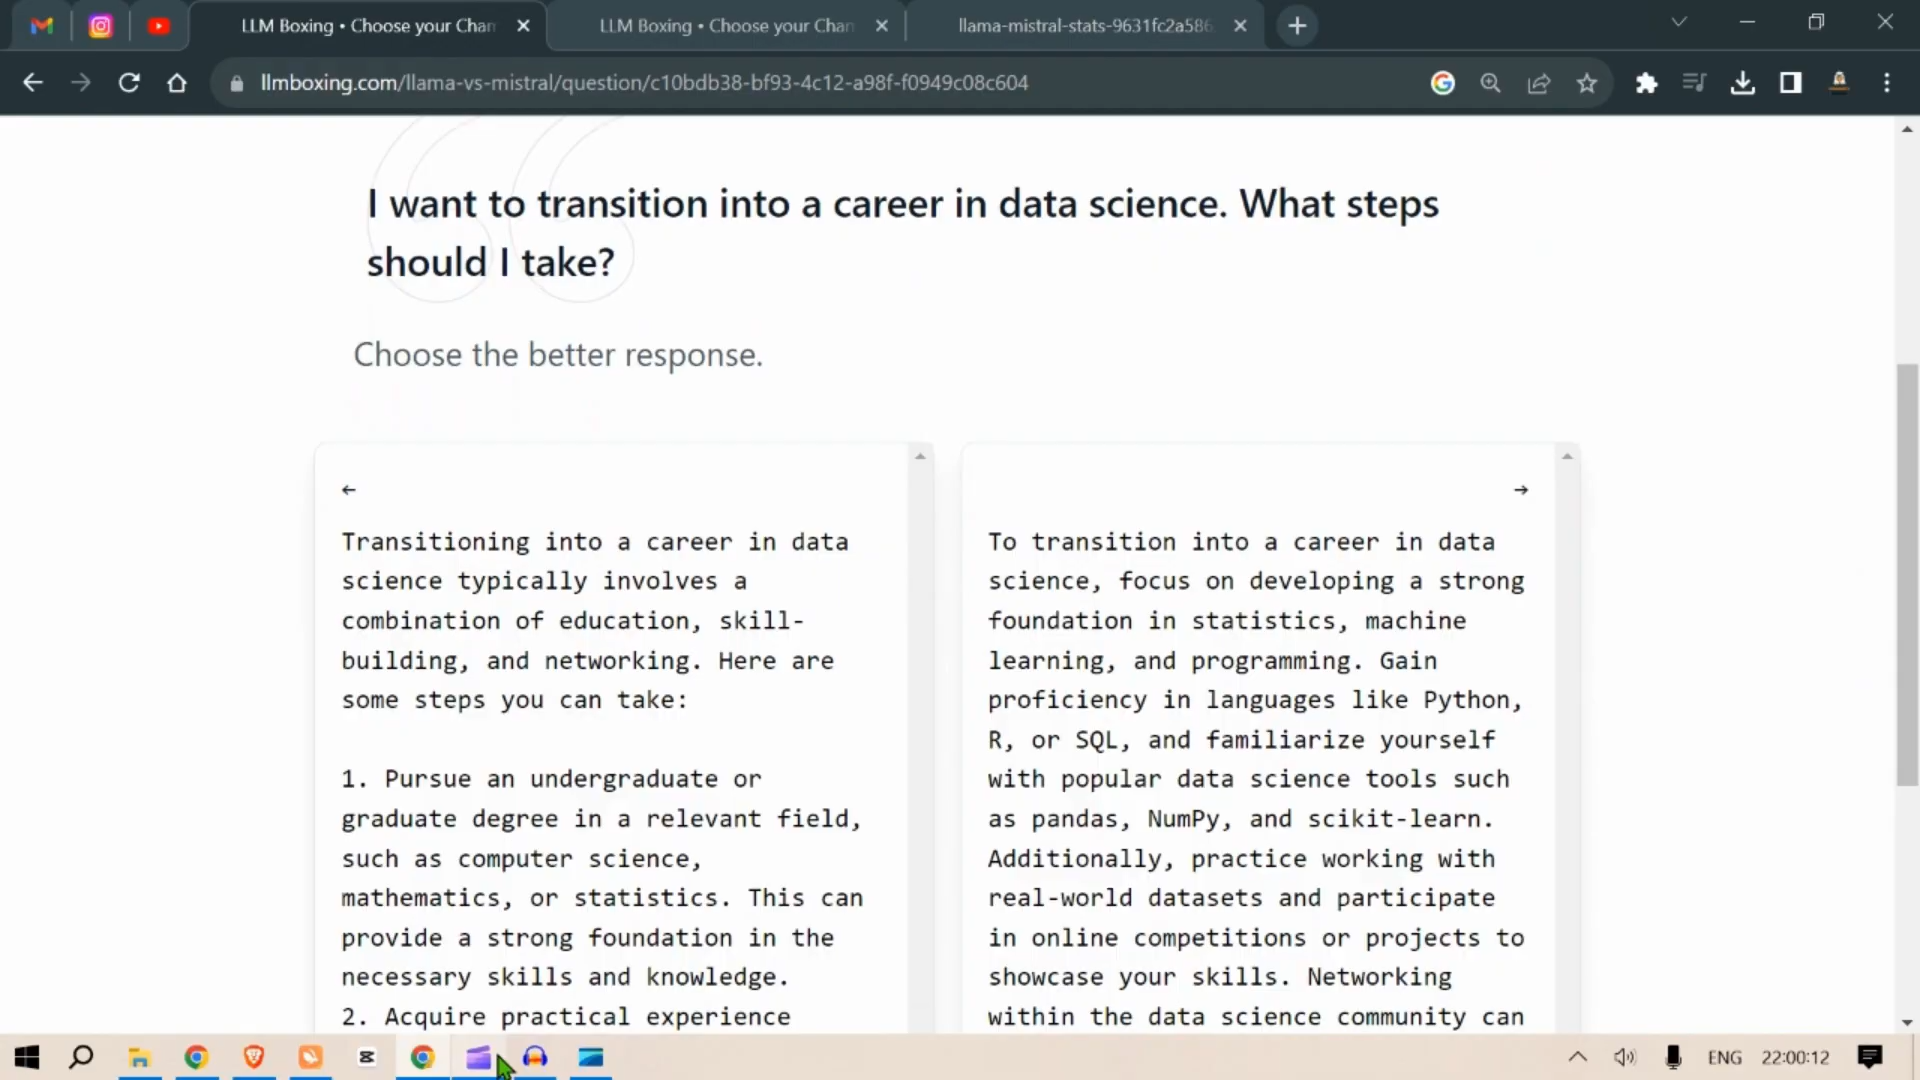 LLM Boxing • Choose your Cham
LLM Boxing • Choose your Chan
llama-mistral-stats-9631fc2a586
llmboxing.com/llama-vs-mistral/question/c10bdb38-bf93-4c12-a98f-f0949c08c604
I want to transition into a career in data science. What steps
should I take?
Choose the better response.
←
Transitioning into a career in data
science typically involves a
combination of education, skill-
building, and networking. Here are
some steps you can take:
1. Pursue an undergraduate or
graduate degree in a relevant field,
such as computer science,
mathematics, or statistics. This can
provide a strong foundation in the
necessary skills and knowledge.
2. Acquire practical experience
→
To transition into a career in data
science, focus on developing a strong
foundation in statistics, machine
learning, and programming. Gain
proficiency in languages like Python,
R, or SQL, and familiarize yourself
with popular data science tools such
as pandas, NumPy, and scikit-learn.
Additionally, practice working with
real-world datasets and participate
in online competitions or projects to
showcase your skills. Networking
within the data science community can
ENG
22:00:12